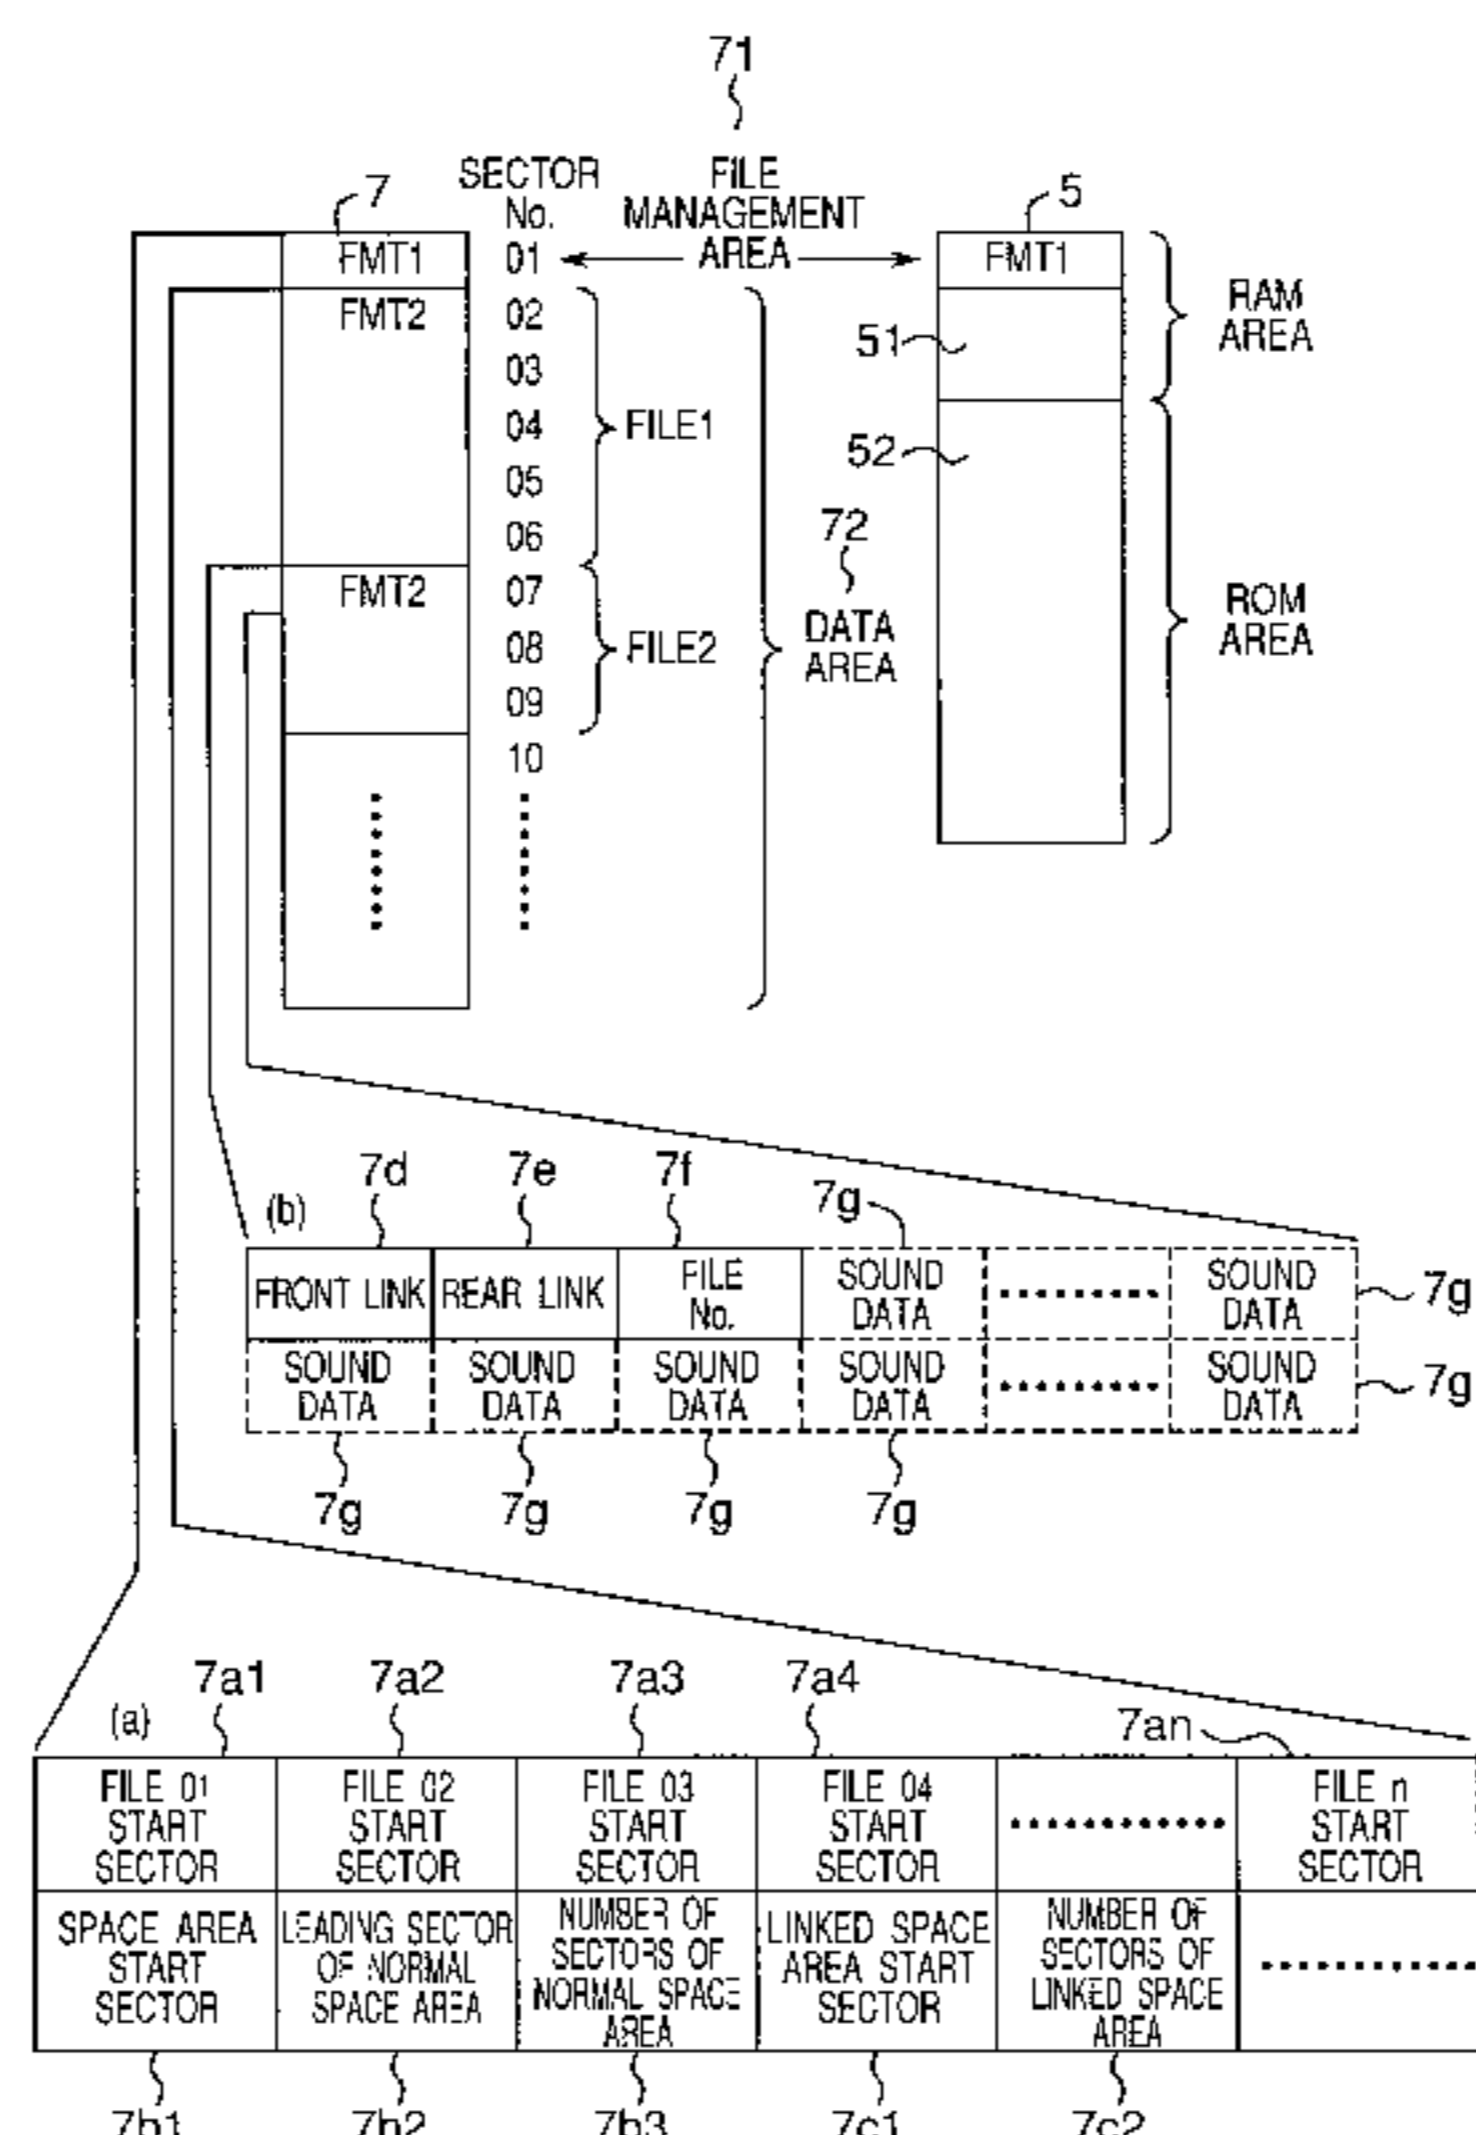 71
SECTOR No.
FILE MANAGEMENT AREA
7
5
FMT1
01
FMT1
FMT2
02
03
04
05
06
FILE1
FMT2
07
08
09
FILE2
10
51
52
RAM AREA
ROM AREA
72
DATA AREA
(b)
7d
7e
7f
7g
FRONT LINK
REAR LINK
FILE No.
SOUND DATA
SOUND DATA
7g
SOUND DATA
SOUND DATA
SOUND DATA
SOUND DATA
SOUND DATA
7g
7g
7g
7g
7g
(a)
7a1
7a2
7a3
7a4
7an
FILE 01 START SECTOR
FILE 02 START SECTOR
FILE 03 START SECTOR
FILE 04 START SECTOR
FILE n START SECTOR
SPACE AREA START SECTOR
LEADING SECTOR OF NORMAL SPACE AREA
NUMBER OF SECTORS OF NORMAL SPACE AREA
LINKED SPACE AREA START SECTOR
NUMBER OF SECTORS OF LINKED SPACE AREA
7b1
7b2
7b3
7c1
7c2